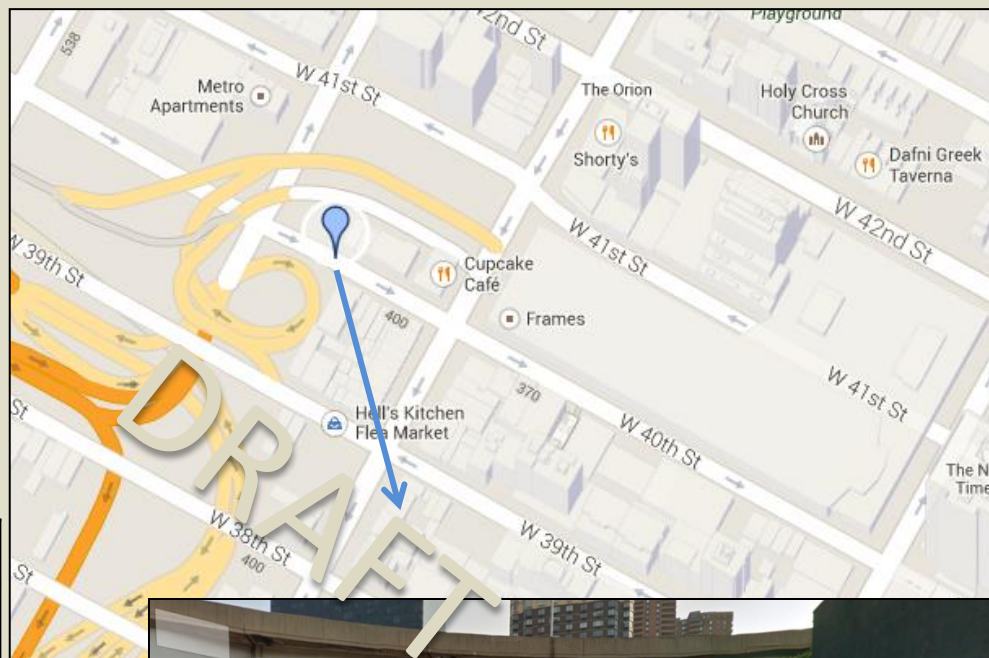 Playground
42nd St
538
W 41st St
Metro
Apartments
The Orion
Holy Cross
Church
Shorty's
Dafni Greek
Taverna
W 42nd St
W 39th St
W 41st St
Cupcake
Café
Frames
400
370
W 41st St
St
Hell's Kitchen
Flea Market
W 40th St
The N
Time
DRAFT
W 38th St
400
W 39th St
St